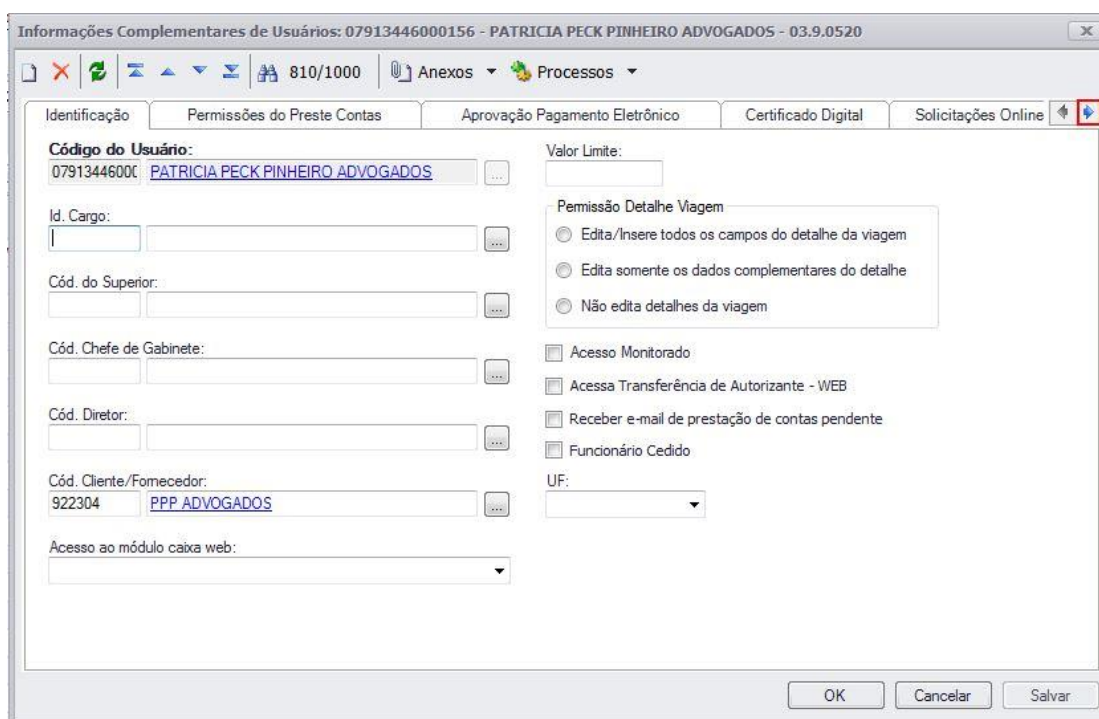 Informações Complementares de Usuários: 07913446000156 - PATRICIA PECK PINHEIRO ADVOGADOS - 03.9.0520
810/1000 Anexos Processos
Identificação Permissões do Preste Contas Aprovação Pagamento Eletrônico Certificado Digital Solicitações Online
Código do Usuário:
0791344600 PATRICIA PECK PINHEIRO ADVOGADOS ...
Id. Cargo:
...
Cód. do Superior:
...
Cód. Chefe de Gabinete:
...
Cód. Diretor:
...
Cód. Cliente/Fornecedor:
922304 PPP ADVOGADOS ...
Acesso ao módulo caixa web:
Valor Limite:
Permissão Detalhe Viagem
Edita/Insere todos os campos do detalhe da viagem
Edita somente os dados complementares do detalhe
Não edita detalhes da viagem
Acesso Monitorado
Acessa Transferência de Autorizante - WEB
Receber e-mail de prestação de contas pendente
Funcionário Cedido
UF:
OK Cancelar Salvar